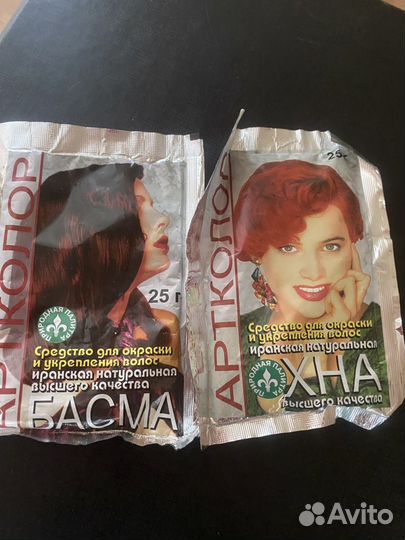 АРТКОЛОР
25 г
ПРИРОДНАЯ ПАЛИТРА
Средство для окраски
и укрепления волос
иранская натуральная
высшего качества
БАСМА
АРТКОЛОР
25г
Средство для окраски
и укрепления волос
иранская натуральная
ПРИРОДНАЯ ПАЛИТРА
ХНА
высшего качества
Avito